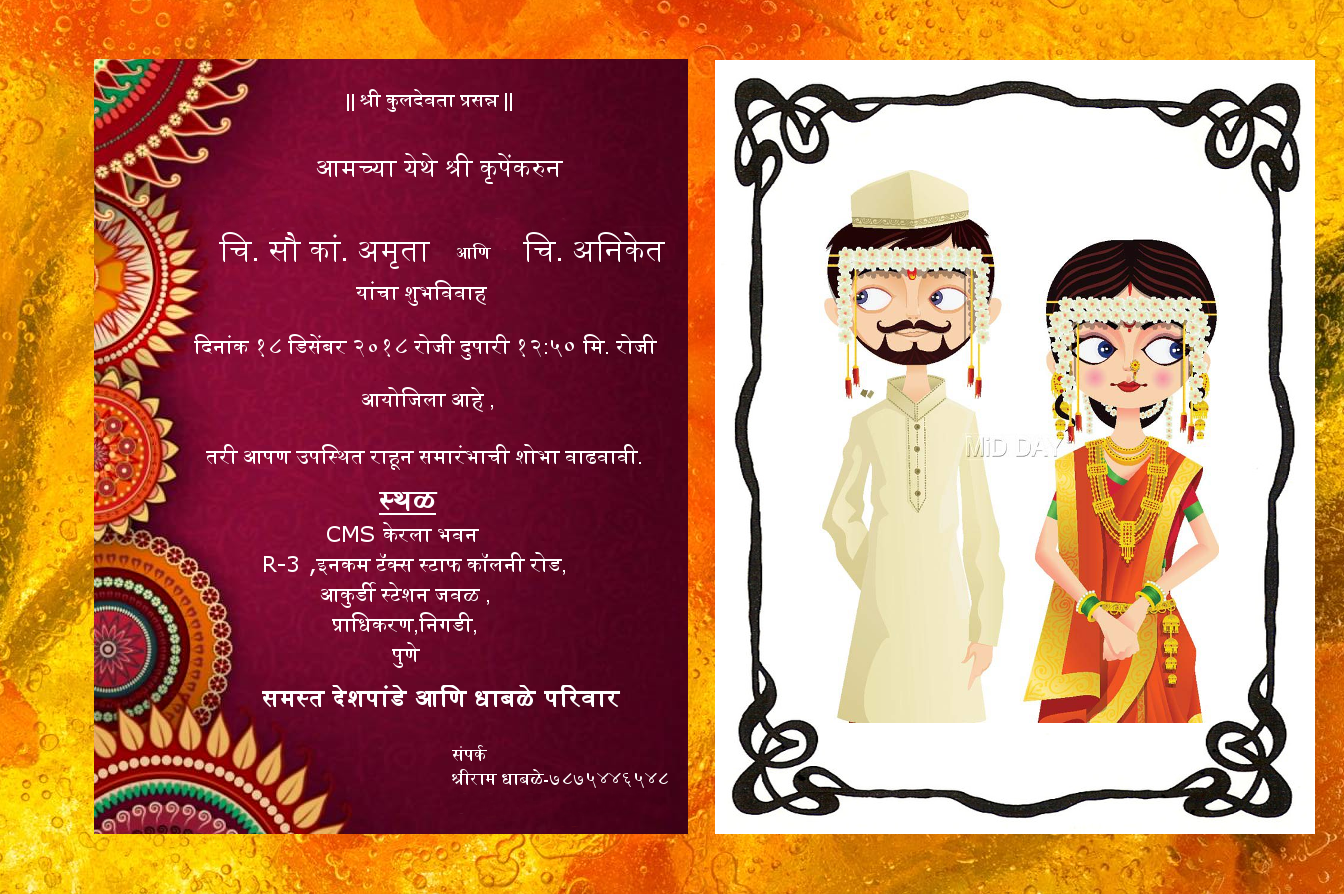 || श्री कुलदेवता प्रसन्न ||
आमच्या येथे श्री कृपेंकरुन
चि. सौ कां. अमृता आणि चि. अनिकेत
यांचा शुभविवाह
दिनांक १८ डिसेंबर २०१८ रोजी दुपारी १२:५० मि. रोजी
आयोजिला आहे ,
तरी आपण उपस्थित राहून समारंभाची शोभा वाढवावी.
स्थळ
CMS केरला भवन
R-3 ,इनकम टॅक्स स्टाफ कॉलनी रोड,
आकुर्डी स्टेशन जवळ ,
प्राधिकरण,निगडी,
पुणे
समस्त देशपांडे आणि धाबळे परिवार
संपर्क
श्रीराम धाबळे-७८७५४४६५४८
MiD DAY